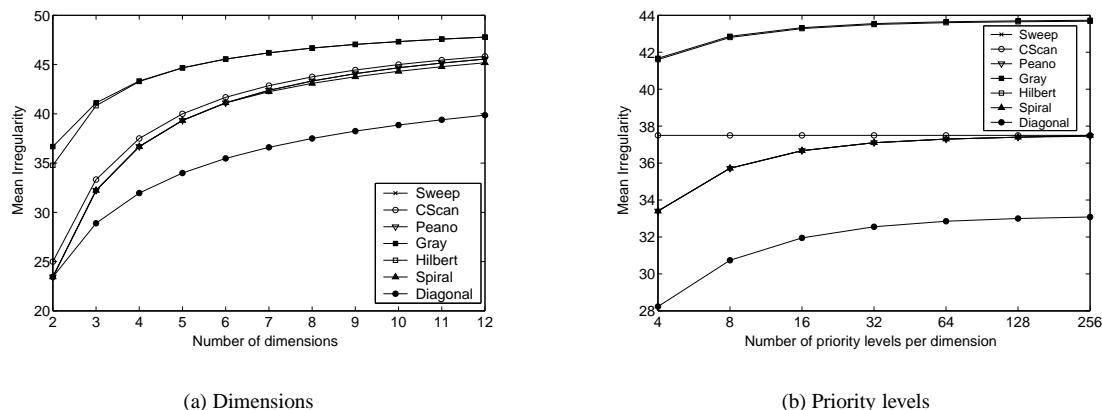 50
45
40
35
30
25
20
Mean Irregularity
2 3 4 5 6 7 8 9 10 11 12
Number of dimensions
Sweep
CScan
Peano
Gray
Hilbert
Spiral
Diagonal
(a) Dimensions
44
42
40
38
36
34
32
30
28
Mean Irregularity
4 8 16 32 64 128 256
Number of priority levels per dimension
Sweep
CScan
Peano
Gray
Hilbert
Spiral
Diagonal
(b) Priority levels